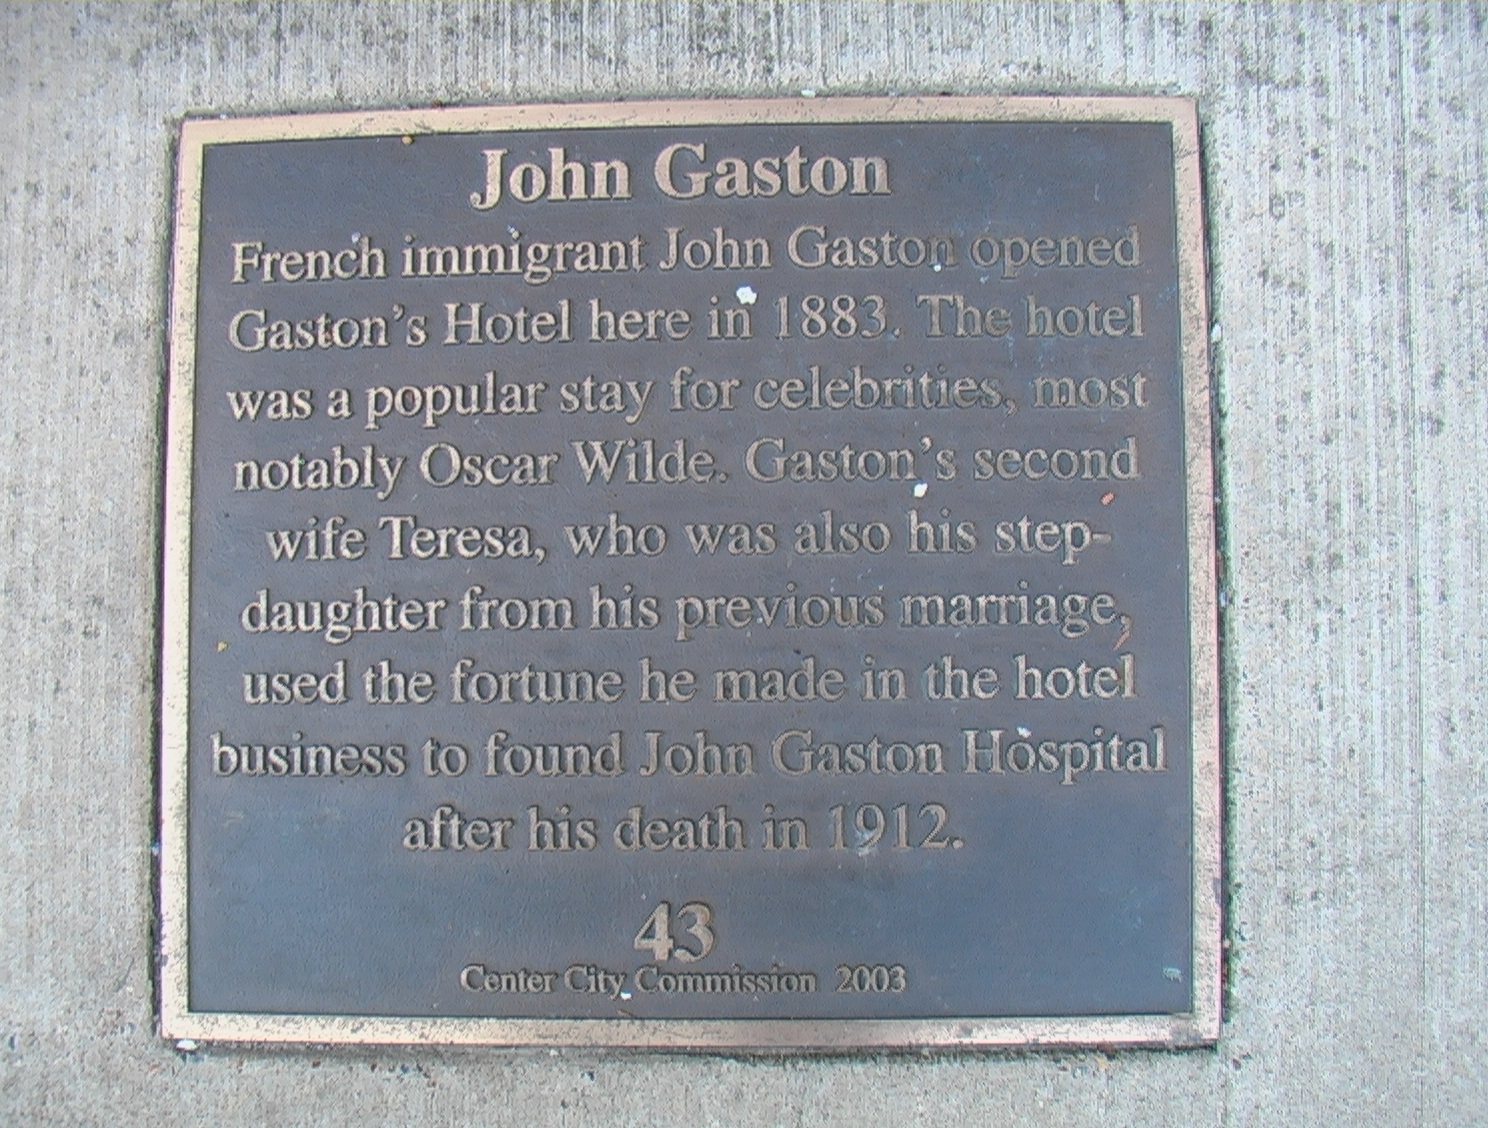 John Gaston
French immigrant John Gaston opened
Gaston's Hotel here in 1883. The hotel
was a popular stay for celebrities, most
notably Oscar Wilde. Gaston's second
wife Teresa, who was also his step-
daughter from his previous marriage,
used the fortune he made in the hotel
business to found John Gaston Hospital
after his death in 1912.
43
Center City Commission 2003